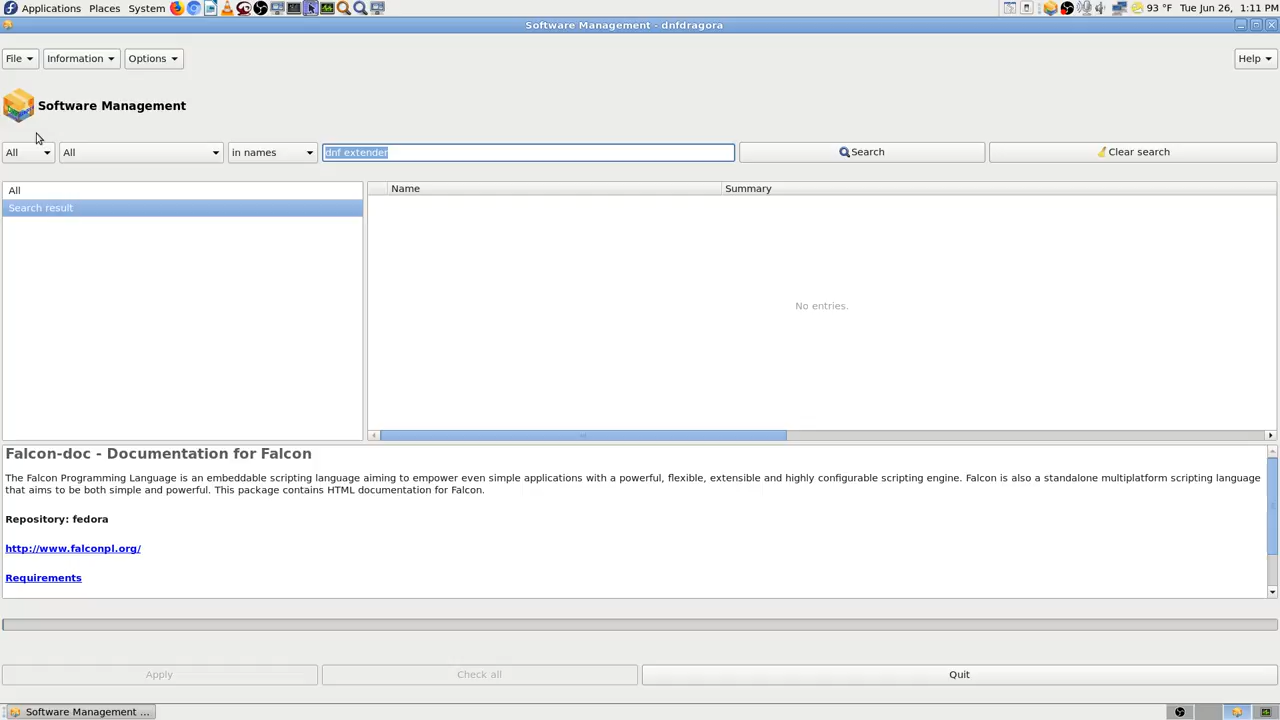 Applications Places System 93 °F Tue Jun 26, 1:11 PM
Software Management - dnfdragora
File Information Options Help
Software Management
All All in names dnf extender Search Clear search
All Name Summary
Search result
No entries.
Falcon-doc - Documentation for Falcon
The Falcon Programming Language is an embeddable scripting language aiming to empower even simple applications with a powerful, flexible, extensible and highly configurable scripting engine. Falcon is also a standalone multiplatform scripting language
that aims to be both simple and powerful. This package contains HTML documentation for Falcon.
Repository: fedora
http://www.falconpl.org/
Requirements
Apply Check all Quit
Software Management ...